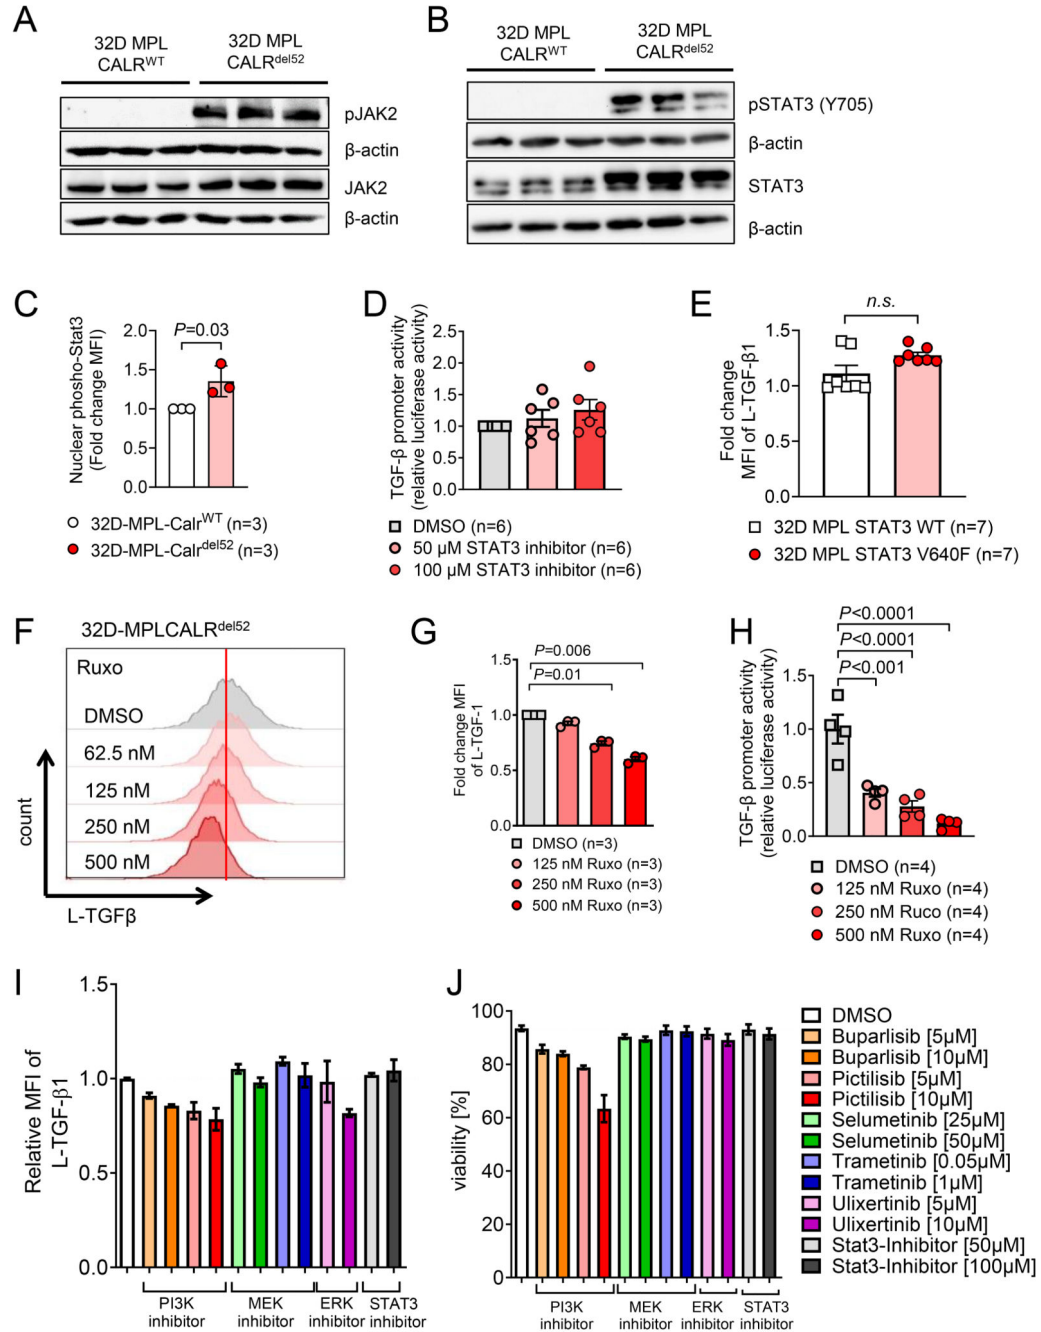 A
32D MPL
CALRWT
32D MPL
CALRdel52
pJAK2
β-actin
JAK2
β-actin
B
32D MPL
CALRWT
32D MPL
CALRdel52
pSTAT3 (Y705)
β-actin
STAT3
β-actin
C
Nuclear phosho-Stat3
(Fold change MFI)
2.0
1.5
1.0
0.5
0.0
P=0.03
32D-MPL-CalrWT (n=3)
32D-MPL-Calrdel52 (n=3)
D
TGF-β promoter activity
(relative luciferase activity)
2.5
2.0
1.5
1.0
0.5
0.0
DMSO (n=6)
50 µM STAT3 inhibitor (n=6)
100 µM STAT3 inhibitor (n=6)
E
Fold change
MFI of L-TGF-β1
1.5
1.0
0.5
0.0
n.s.
32D MPL STAT3 WT (n=7)
32D MPL STAT3 V640F (n=7)
F
32D-MPLCALRdel52
Ruxo
DMSO
62.5 nM
125 nM
250 nM
500 nM
count
L-TGFβ
G
Fold change MFI
of L-TGF-1
1.5
1.0
0.5
0.0
P=0.006
P=0.01
DMSO (n=3)
125 nM Ruxo (n=3)
250 nM Ruxo (n=3)
500 nM Ruxo (n=3)
H
P<0.0001
P<0.0001
P<0.001
TGF-β promoter activity
(relative luciferase activity)
1.5
1.0
0.5
0.0
DMSO (n=4)
125 nM Ruxo (n=4)
250 nM Ruco (n=4)
500 nM Ruxo (n=4)
I
Relative MFI of
L-TGF-β1
1.5
1.0
0.5
0.0
PI3K
inhibitor
MEK
inhibitor
ERK
inhibitor
STAT3
inhibitor
J
viability [%]
100
80
60
40
20
0
PI3K
inhibitor
MEK
inhibitor
ERK
inhibitor
STAT3
inhibitor
DMSO
Buparlisib [5µM]
Buparlisib [10µM]
Pictilisib [5µM]
Pictilisib [10µM]
Selumetinib [25µM]
Selumetinib [50µM]
Trametinib [0.05µM]
Trametinib [1µM]
Ulixertinib [5µM]
Ulixertinib [10µM]
Stat3-Inhibitor [50µM]
Stat3-Inhibitor [100µM]